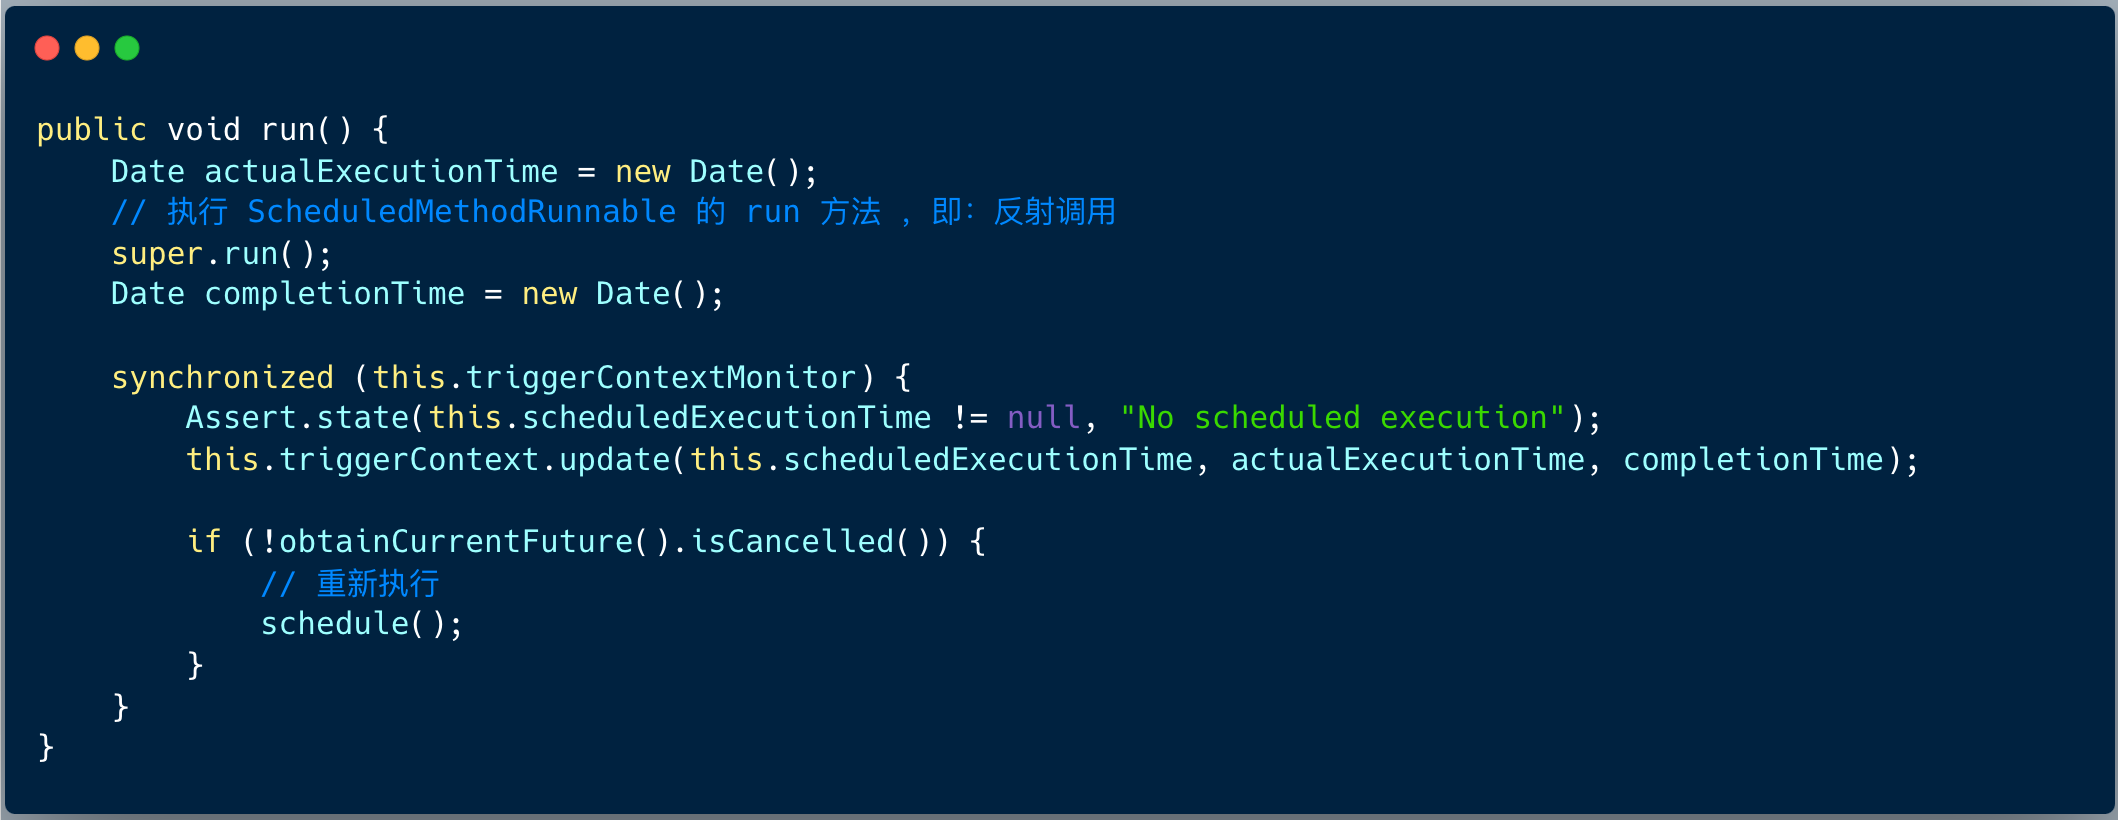 public void run() {
    Date actualExecutionTime = new Date();
    // 执行 ScheduledMethodRunnable 的 run 方法 ，即：反射调用
    super.run();
    Date completionTime = new Date();

    synchronized (this.triggerContextMonitor) {
        Assert.state(this.scheduledExecutionTime != null, "No scheduled execution");
        this.triggerContext.update(this.scheduledExecutionTime, actualExecutionTime, completionTime);

        if (!obtainCurrentFuture().isCancelled()) {
            // 重新执行
            schedule();
        }
    }
}